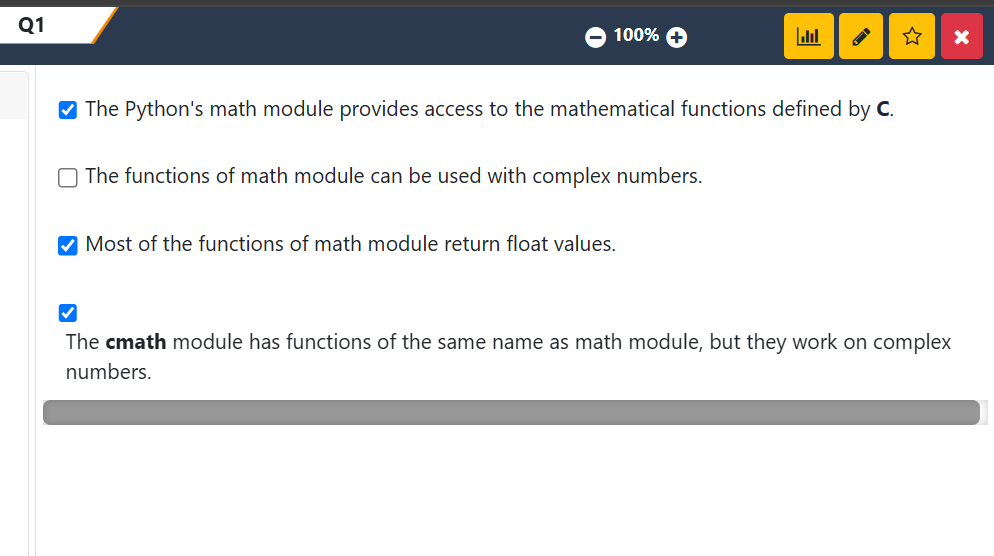 Q1
100%
The Python's math module provides access to the mathematical functions defined by C.
The functions of math module can be used with complex numbers.
Most of the functions of math module return float values.
The cmath module has functions of the same name as math module, but they work on complex
numbers.